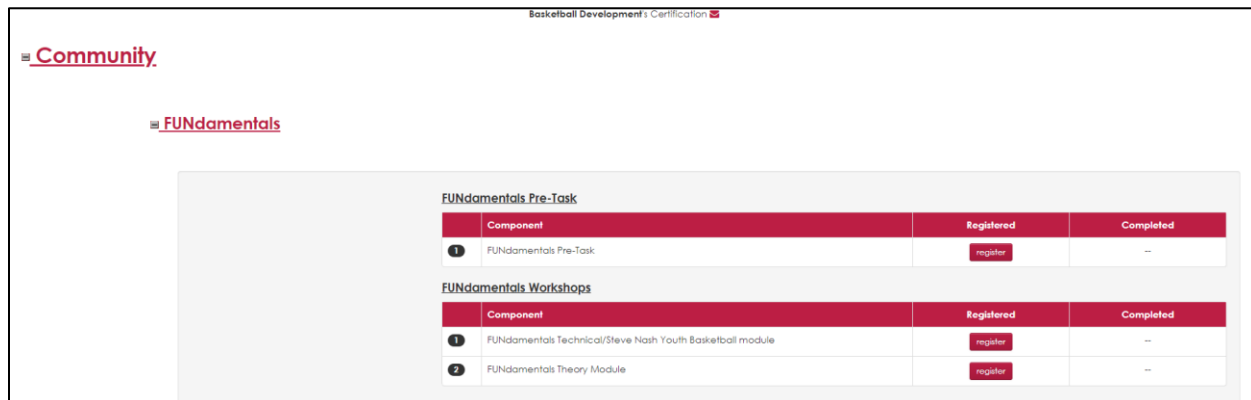 Basketball Development's Certification
Community
FUNdamentals
FUNdamentals Pre-Task
Component Registered Completed
1 FUNdamentals Pre-Task register --
FUNdamentals Workshops
Component Registered Completed
1 FUNdamentals Technical/Steve Nash Youth Basketball module register --
2 FUNdamentals Theory Module register --